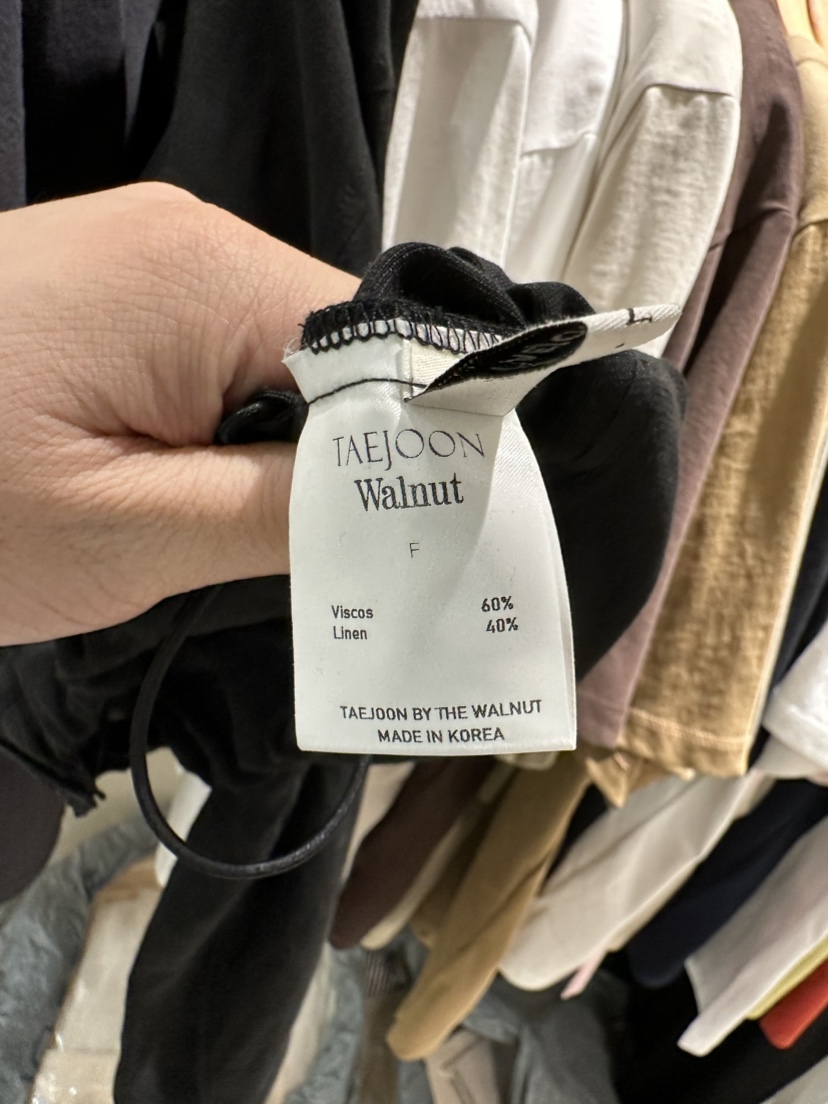 TAEJOON
Walnut
F
Viscos 60%
Linen 40%
TAEJOON BY THE WALNUT
MADE IN KOREA